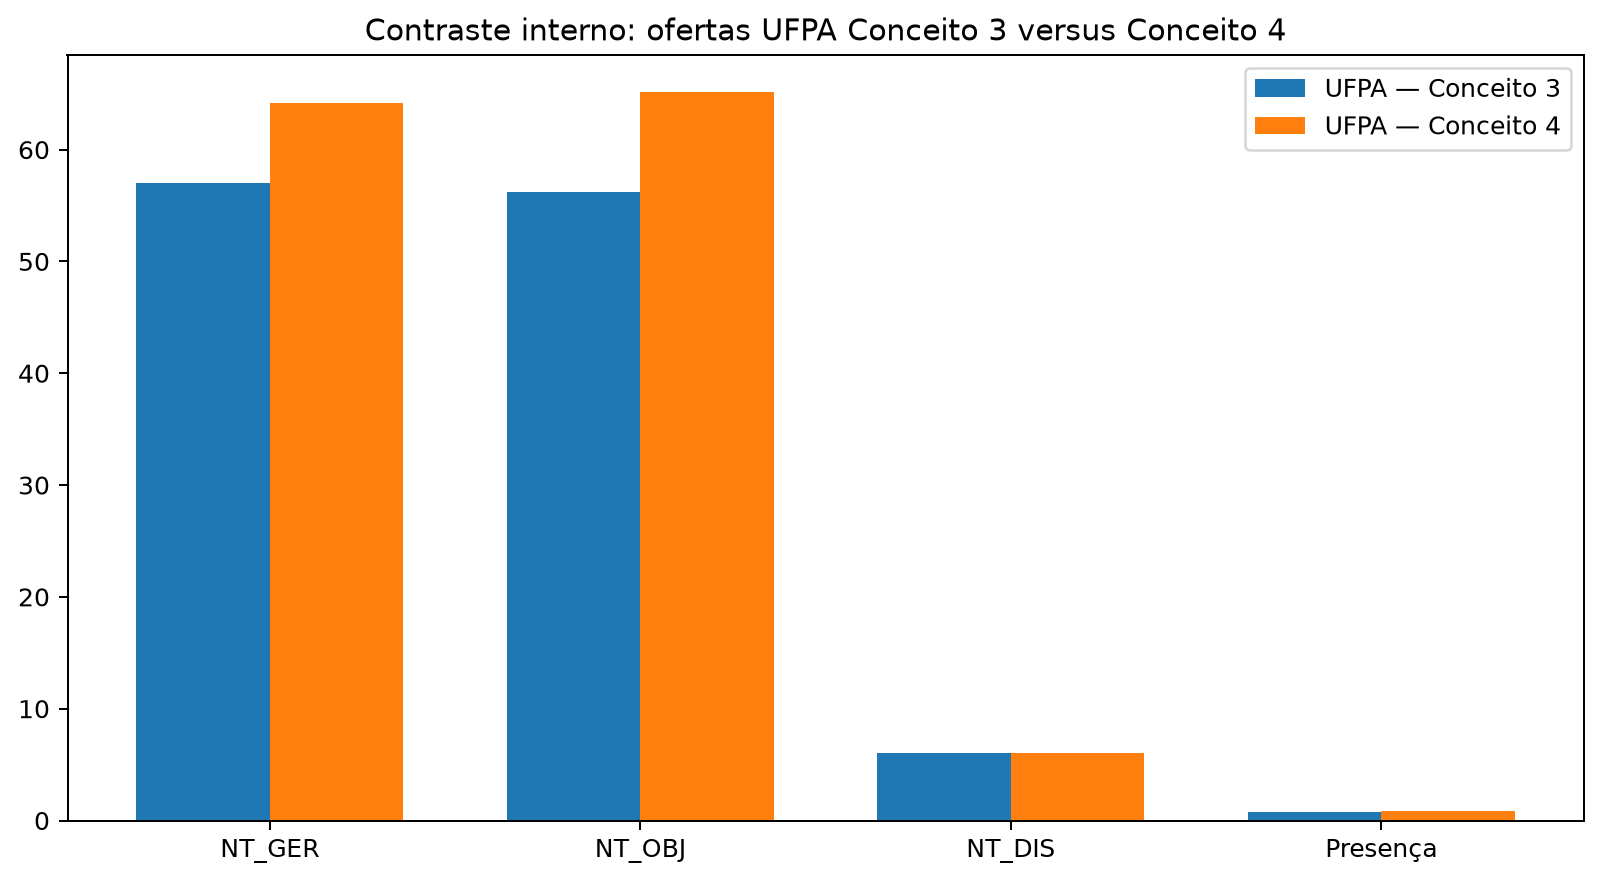 Contraste interno: ofertas UFPA Conceito 3 versus Conceito 4
UFPA — Conceito 3
UFPA — Conceito 4
60
50
40
30
20
10
0
NT_GER
NT_OBJ
NT_DIS
Presença